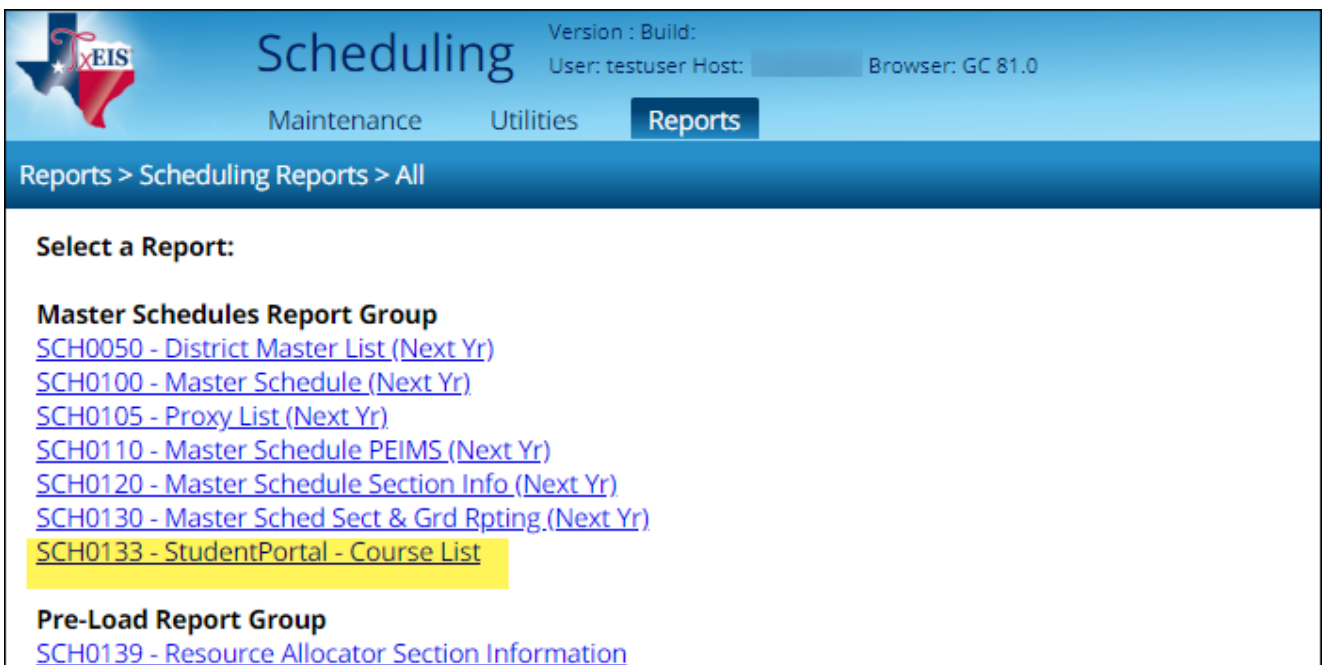 TxEIS
Scheduling
Version : Build:
User: testuser Host: Browser: GC 81.0
Maintenance Utilities Reports
Reports > Scheduling Reports > All
Select a Report:
Master Schedules Report Group
SCH0050 - District Master List (Next Yr)
SCH0100 - Master Schedule (Next Yr)
SCH0105 - Proxy List (Next Yr)
SCH0110 - Master Schedule PEIMS (Next Yr)
SCH0120 - Master Schedule Section Info (Next Yr)
SCH0130 - Master Sched Sect & Grd Rpting (Next Yr)
SCH0133 - StudentPortal - Course List
Pre-Load Report Group
SCH0139 - Resource Allocator Section Information